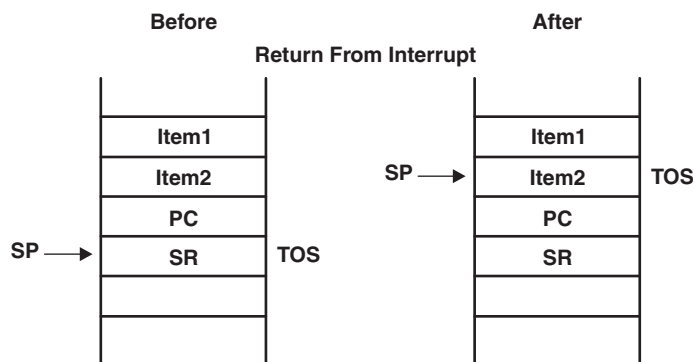 Before After
Return From Interrupt
Item1 Item1
SP Item2 Item2 TOS
PC PC
SP SR TOS SR